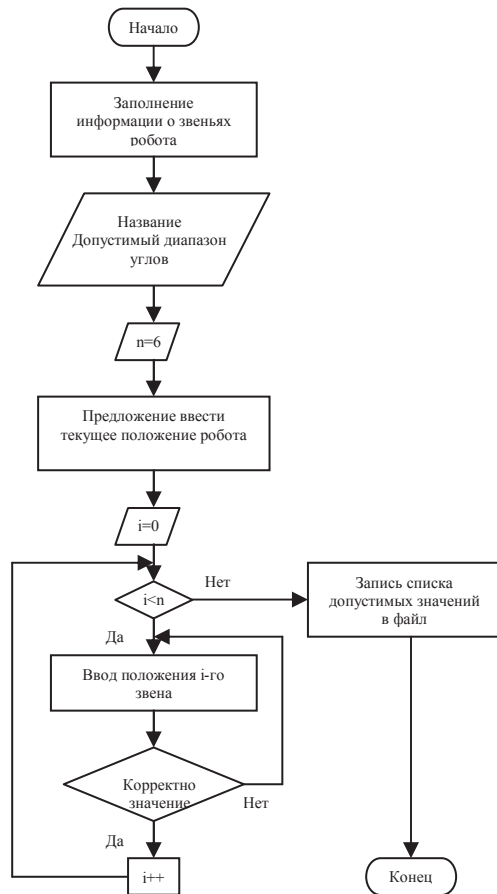 Начало
Заполнение
информации о звеньях
робота
Название
Допустимый диапазон
углов
n=6
Предложение ввести
текущее положение робота
i=0
i<n
Нет
Запись списка
допустимых значений
в файл
Да
Ввод положения i-го
звена
Корректно
значение
Нет
Да
i++
Конец